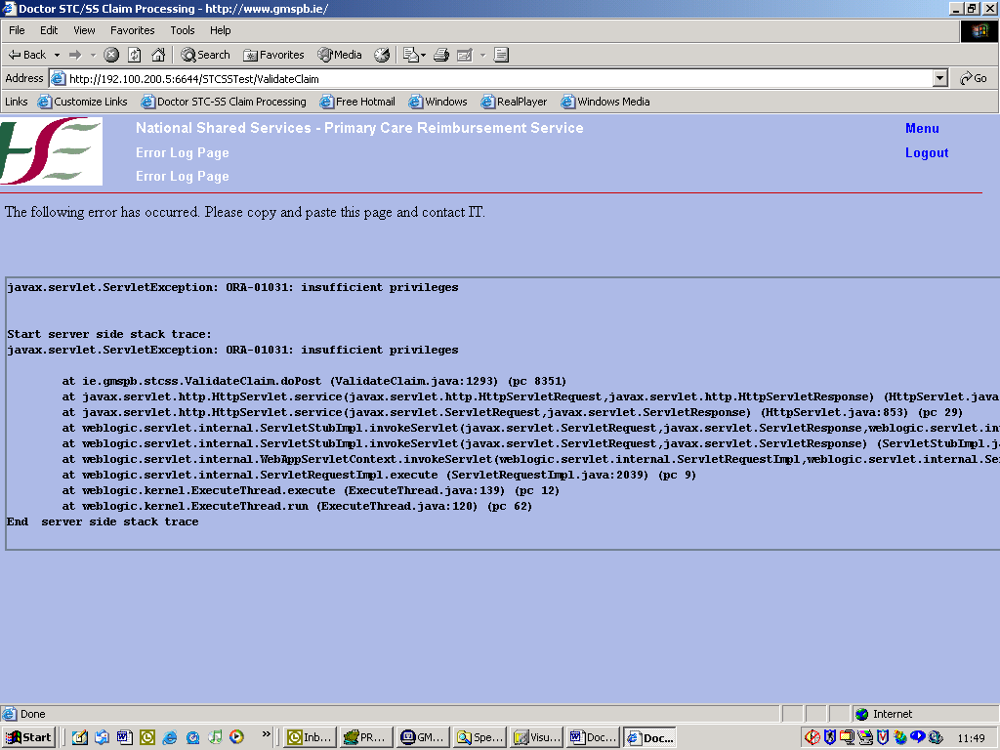 Doctor STC/SS Claim Processing - http://www.gmspb.ie/
File Edit View Favorites Tools Help
Back Search Favorites Media
Address http://192.100.200.5:6644/STCSSTest/ValidateClaim Go
Links Customize Links Doctor STC-SS Claim Processing Free Hotmail Windows RealPlayer Windows Media
National Shared Services - Primary Care Reimbursement Service Menu
Error Log Page Logout
Error Log Page
The following error has occurred. Please copy and paste this page and contact IT.
javax.servlet.ServletException: ORA-01031: insufficient privileges
Start server side stack trace:
javax.servlet.ServletException: ORA-01031: insufficient privileges
at ie.gmspb.stcss.ValidateClaim.doPost (ValidateClaim.java:1293) (pc 8351)
at javax.servlet.http.HttpServlet.service(javax.servlet.http.HttpServletRequest,javax.servlet.http.HttpServletResponse) (HttpServlet.java
at javax.servlet.http.HttpServlet.service(javax.servlet.ServletRequest,javax.servlet.ServletResponse) (HttpServlet.java:853) (pc 29)
at weblogic.servlet.internal.ServletStubImpl.invokeServlet(javax.servlet.ServletRequest,javax.servlet.ServletResponse,weblogic.servlet.in
at weblogic.servlet.internal.ServletStubImpl.invokeServlet(javax.servlet.ServletRequest,javax.servlet.ServletResponse) (ServletStubImpl.j
at weblogic.servlet.internal.WebAppServletContext.invokeServlet(weblogic.servlet.internal.ServletRequestImpl,weblogic.servlet.internal.Se
at weblogic.servlet.internal.ServletRequestImpl.execute (ServletRequestImpl.java:2039) (pc 9)
at weblogic.kernel.ExecuteThread.execute (ExecuteThread.java:139) (pc 12)
at weblogic.kernel.ExecuteThread.run (ExecuteThread.java:120) (pc 62)
End server side stack trace
Done Internet
Start » Inb... PR... GM... Spe... Visu... Doc... Doc... 11:49